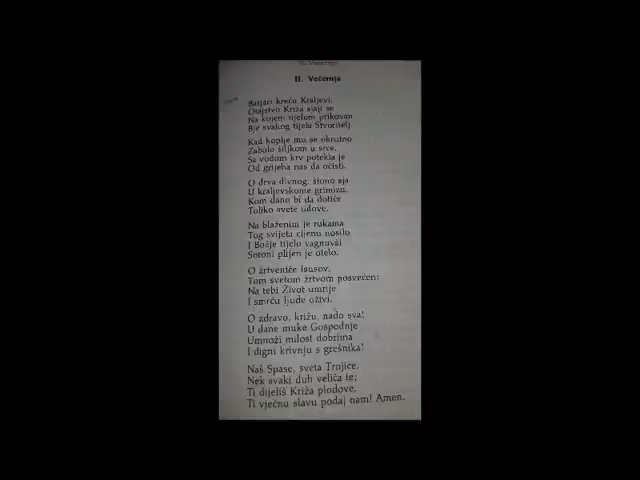 II. Večernja
Barjaci kreću Kraljevi,
Otajstvo Križa sjaji se
Na kojem tijelom prikovan
Bje svakog tijela Stvoritelj.
Kad koplje mu se okrutno
Zabolo šiljkom u srce,
Sa vodom krv potekla je
Od grijeha nas da očisti.
O drva divnog, štono sja
U kraljevskome grimizu,
Kom dano bi da dotiče
Toliko svete udove.
Na blaženim je rukama
Tog svijeta cijenu nosilo
I Božje tijelo vagnuvši
Sotoni plijen je otelo.
O žrtveniče Isusov,
Tom svetom žrtvom posvećen:
Na tebi Život umrije
I smrću ljude oživi.
O zdravo, križu, nado sva!
U dane muke Gospodnje
Umnoži milost dobrima
I digni krivnju s grešnika!
Naš Spase, sveta Trojice,
Nek svaki duh veliča te;
Ti dijeliš Križa plodove,
Ti vječnu slavu podaj nam! Amen.